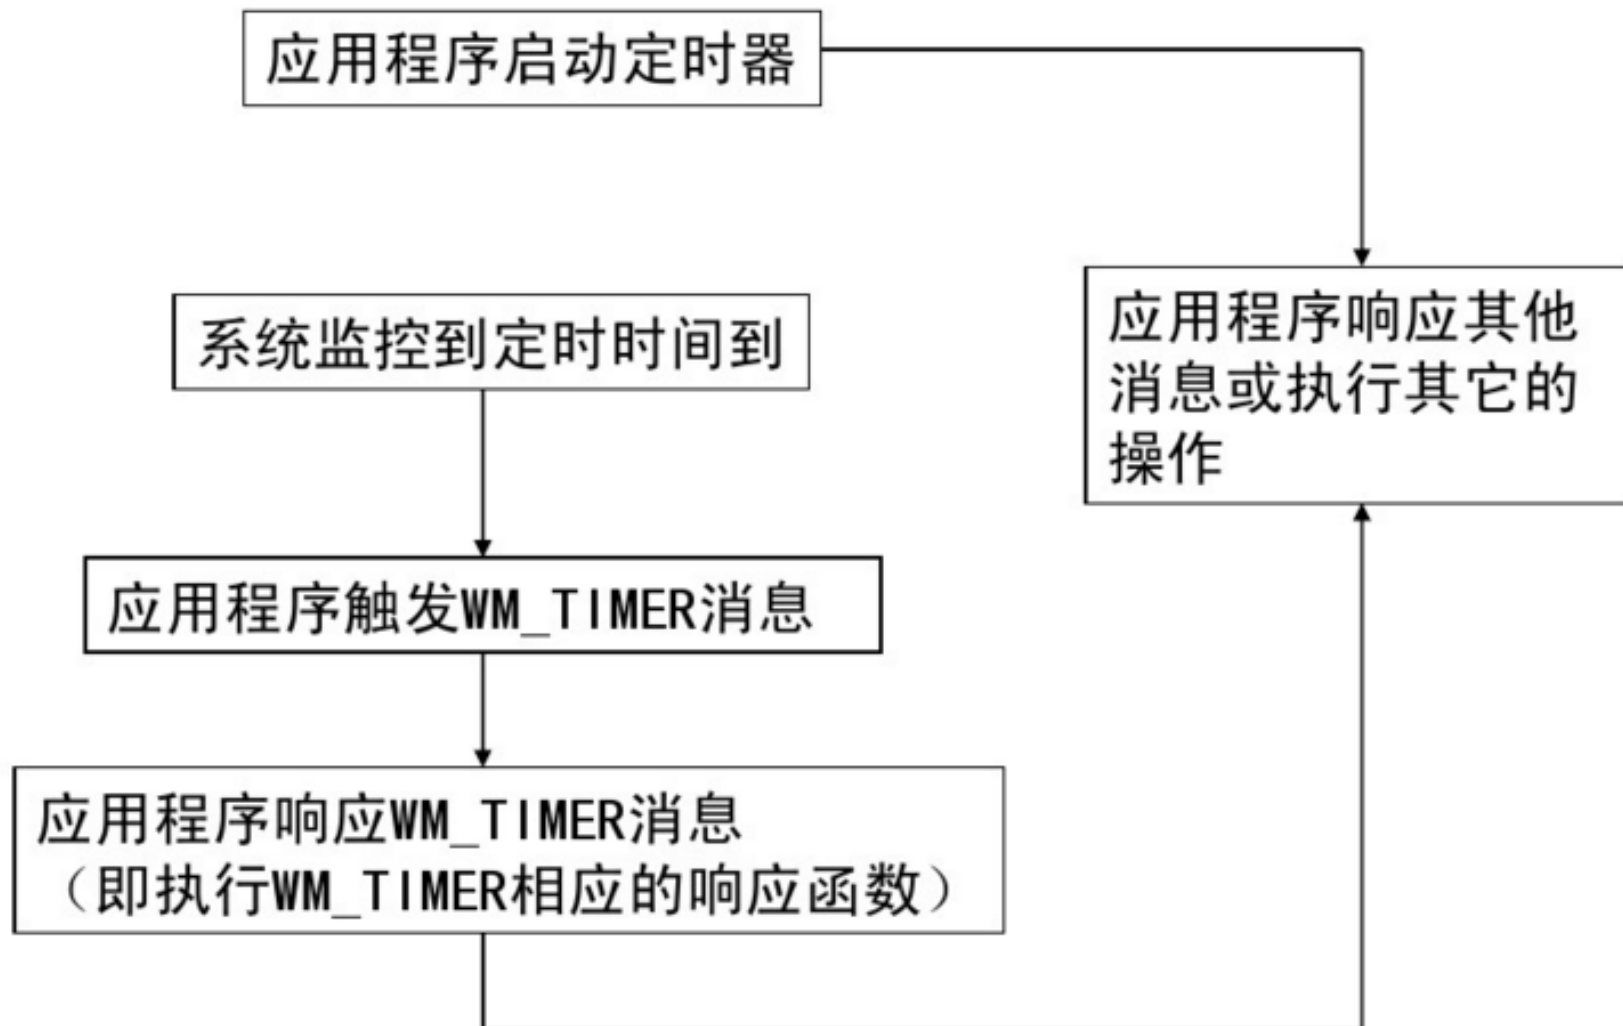 应用程序启动定时器
系统监控到定时时间到
应用程序响应其他
消息或执行其它的
操作
应用程序触发WM_TIMER消息
应用程序响应WM_TIMER消息
（即执行WM_TIMER相应的响应函数）